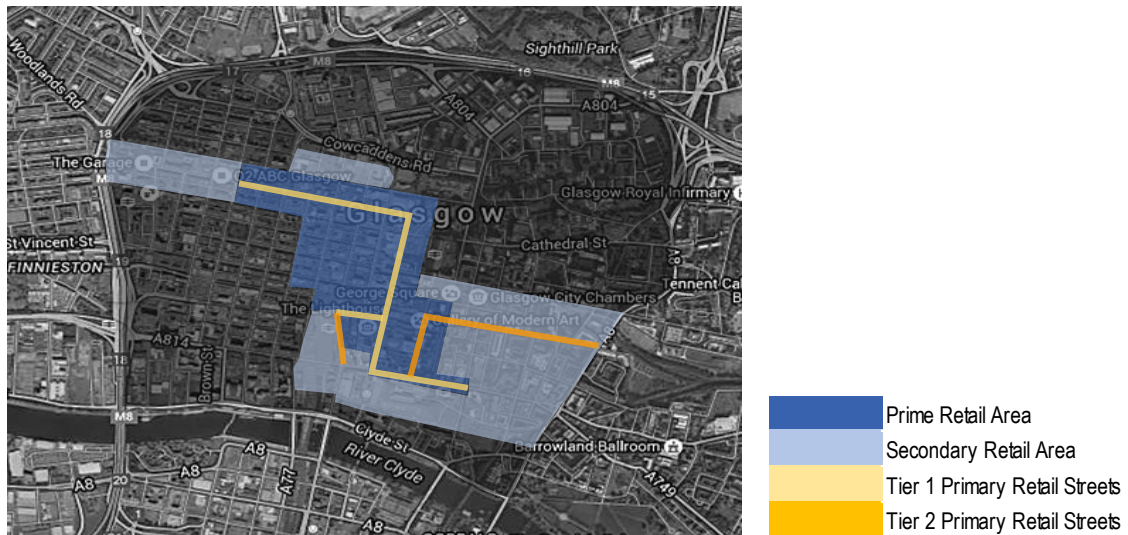 Sighthill Park
Woodlands Rd
17
M8
16
M8
15
A804
A804
18
Cowcaddens Rd
The Garage
M
O2 ABC Glasgow
Glasgow Royal Infirmary
Glasgow
St Vincent St
Cathedral St
FINNIESTON
19
A8
Tennent Cal
B
George Square
Glasgow City Chambers
The Lighthouse
Gallery of Modern Art
A8
A814
18
Brown St
M8
Clyde St
Barrowland Ballroom
River Clyde
A8
A8
A8
20
A77
A749
A8
Prime Retail Area
Secondary Retail Area
Tier 1 Primary Retail Streets
Tier 2 Primary Retail Streets